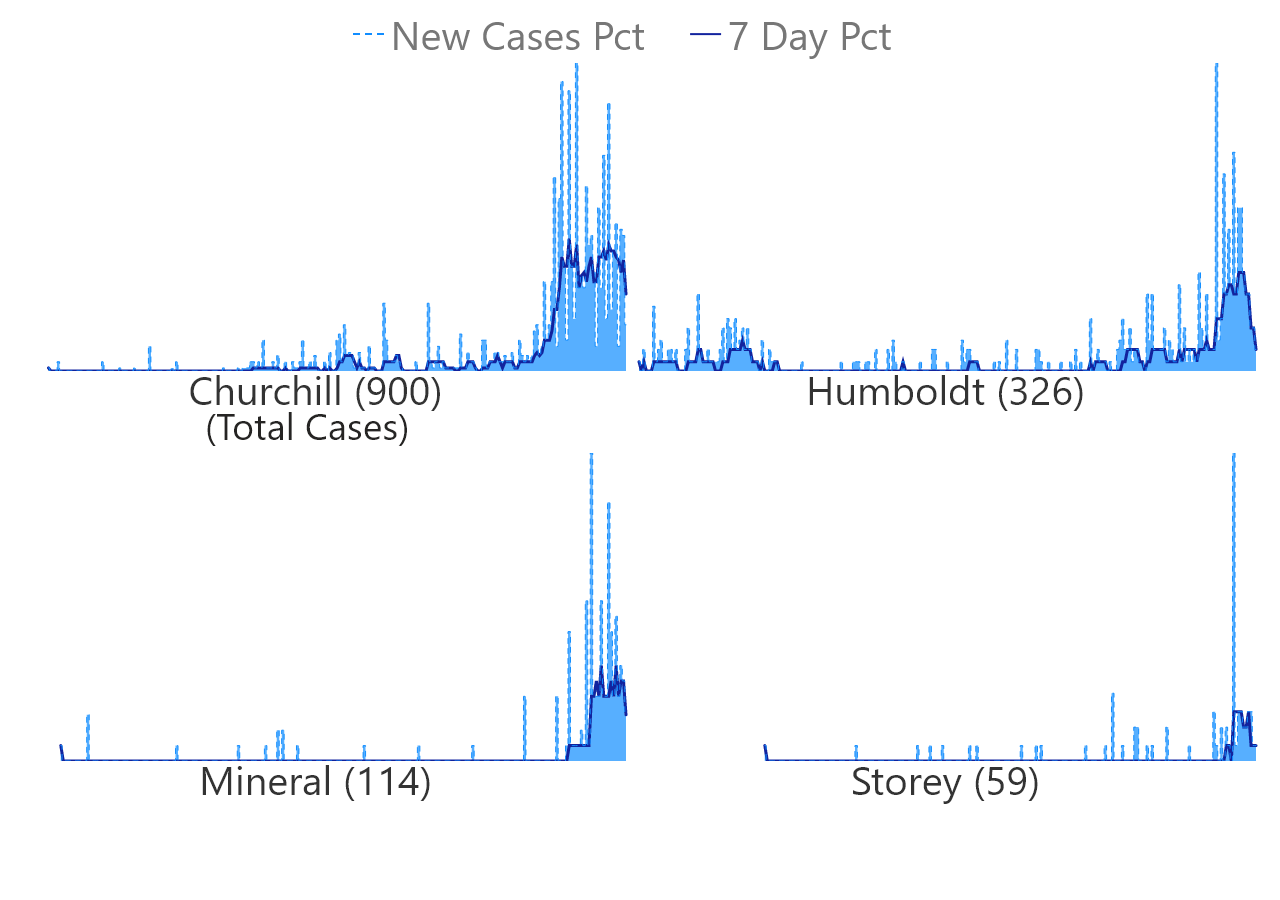 New Cases Pct 7 Day Pct
Churchill (900) Humboldt (326)
(Total Cases)
Mineral (114) Storey (59)